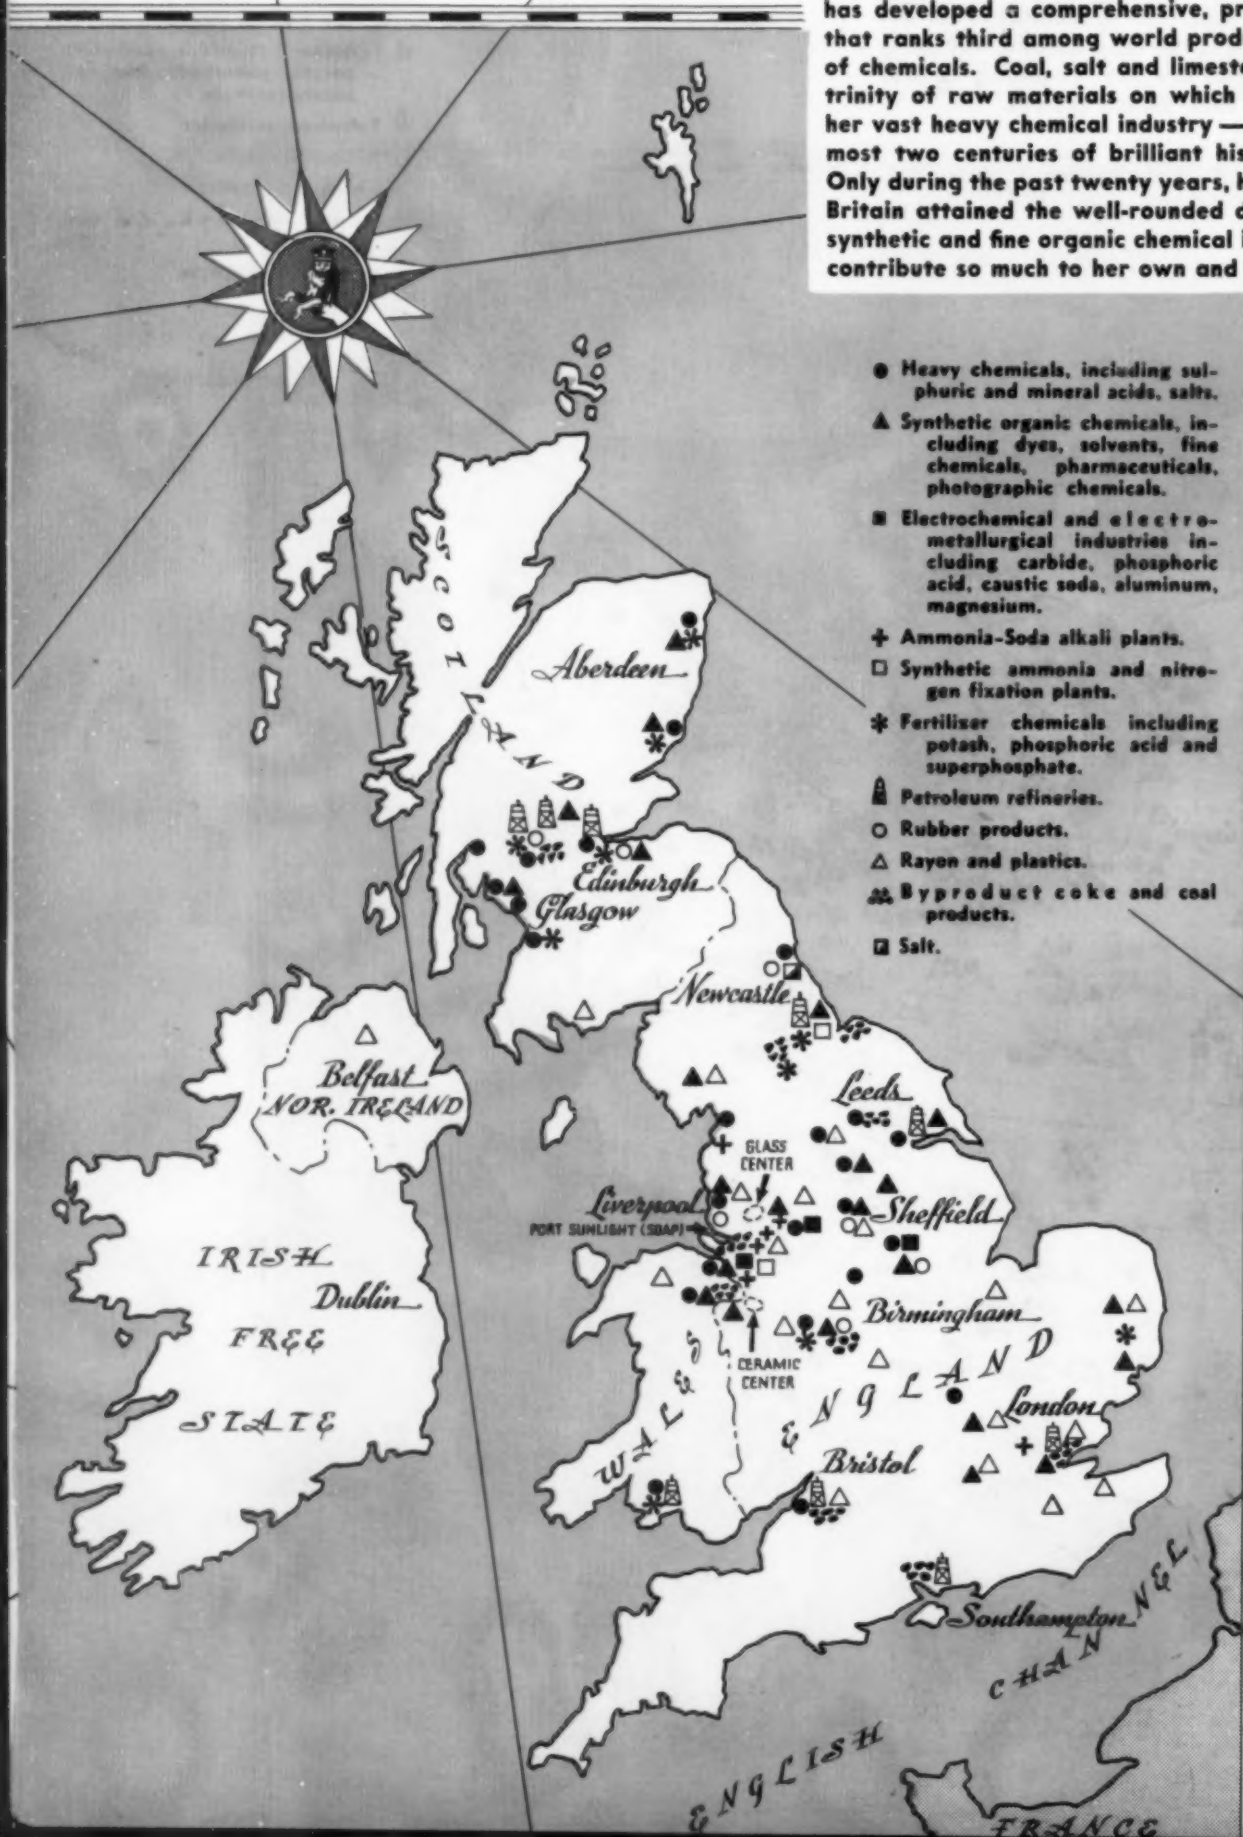 has developed a comprehensive, pr
that ranks third among world prod
of chemicals. Coal, salt and limest
trinity of raw materials on which
her vast heavy chemical industry —
most two centuries of brilliant his
Only during the past twenty years, h
Britain attained the well-rounded
synthetic and fine organic chemical i
contribute so much to her own and
Heavy chemicals, including sul-
phuric and mineral acids, salts.
Synthetic organic chemicals, in-
cluding dyes, solvents, fine
chemicals, pharmaceuticals,
photographic chemicals.
Electrochemical and electro-
metallurgical industries in-
cluding carbide, phosphoric
acid, caustic soda, aluminum,
magnesium.
Ammonia-Soda alkali plants.
Synthetic ammonia and nitro-
gen fixation plants.
Fertilizer chemicals including
potash, phosphoric acid and
superphosphate.
Petroleum refineries.
Rubber products.
Rayon and plastics.
Byproduct coke and coal
products.
Salt.
SCOTLAND
Aberdeen
Edinburgh
Glasgow
Newcastle
Belfast
NOR. IRELAND
Leeds
GLASS
CENTER
Liverpool
PORT SUNLIGHT (SOAP)
Sheffield
IRISH
Dublin
FREE
STATE
Birmingham
CERAMIC
CENTER
WALES
ENGLAND
London
Bristol
Southampton
ENGLISH CHANNEL
FRANCE